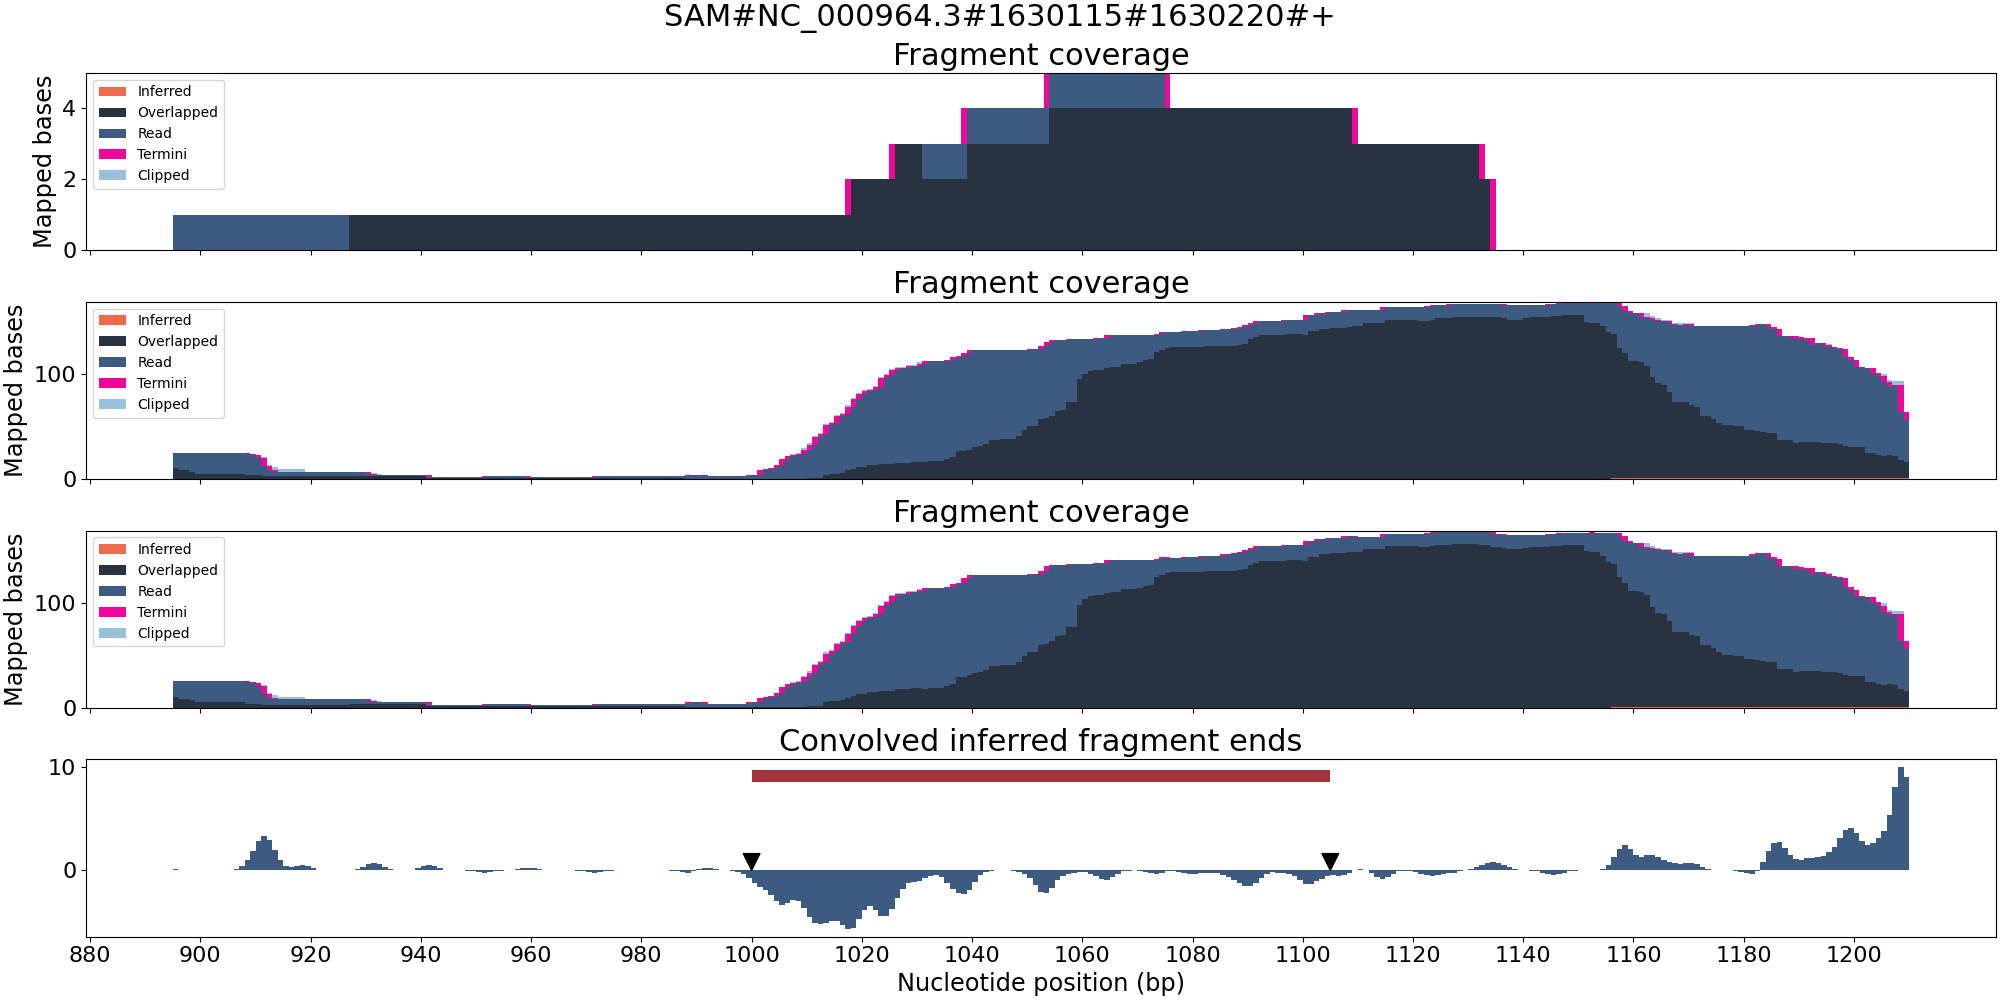 SAM#NC_000964.3#1630115#1630220#+
Fragment coverage
Mapped bases
4
2
0
Inferred
Overlapped
Read
Termini
Clipped
Fragment coverage
Mapped bases
100
0
Inferred
Overlapped
Read
Termini
Clipped
Fragment coverage
Mapped bases
100
0
Inferred
Overlapped
Read
Termini
Clipped
Convolved inferred fragment ends
10
0
880 900 920 940 960 980 1000 1020 1040 1060 1080 1100 1120 1140 1160 1180 1200
Nucleotide position (bp)